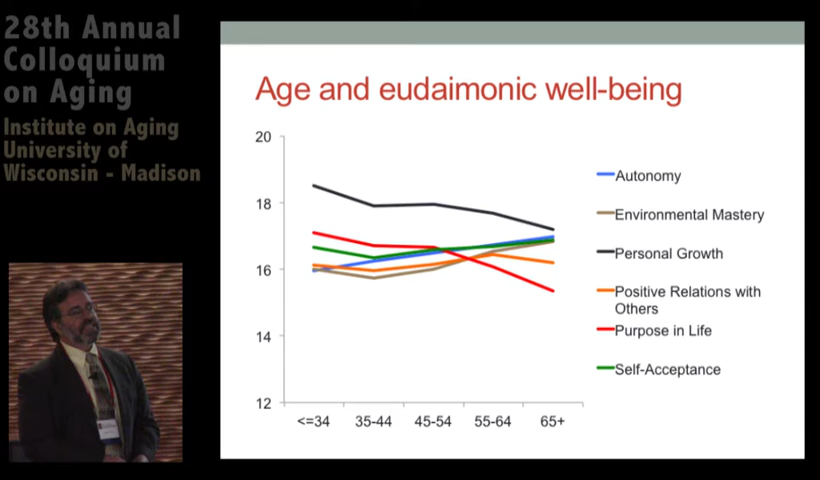 28th Annual
Colloquium
on Aging
Institute on Aging
University of
Wisconsin - Madison
Age and eudaimonic well-being
20
18
16
14
12
<=34
35-44
45-54
55-64
65+
Autonomy
Environmental Mastery
Personal Growth
Positive Relations with
Others
Purpose in Life
Self-Acceptance